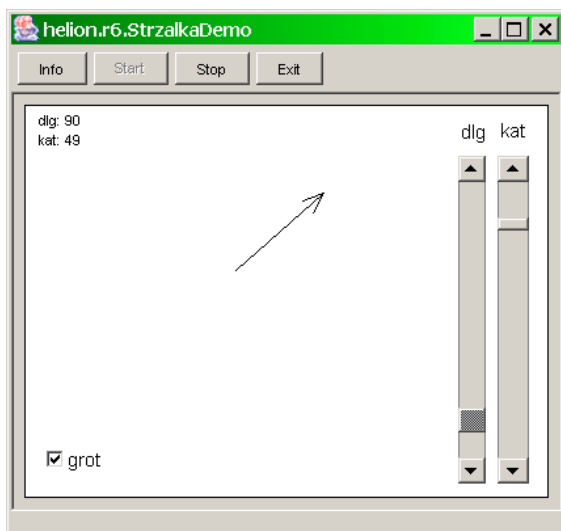 helion.r6.StrzalkaDemo
Info Start Stop Exit
dlg: 90
kat: 49
dlg kat
grot